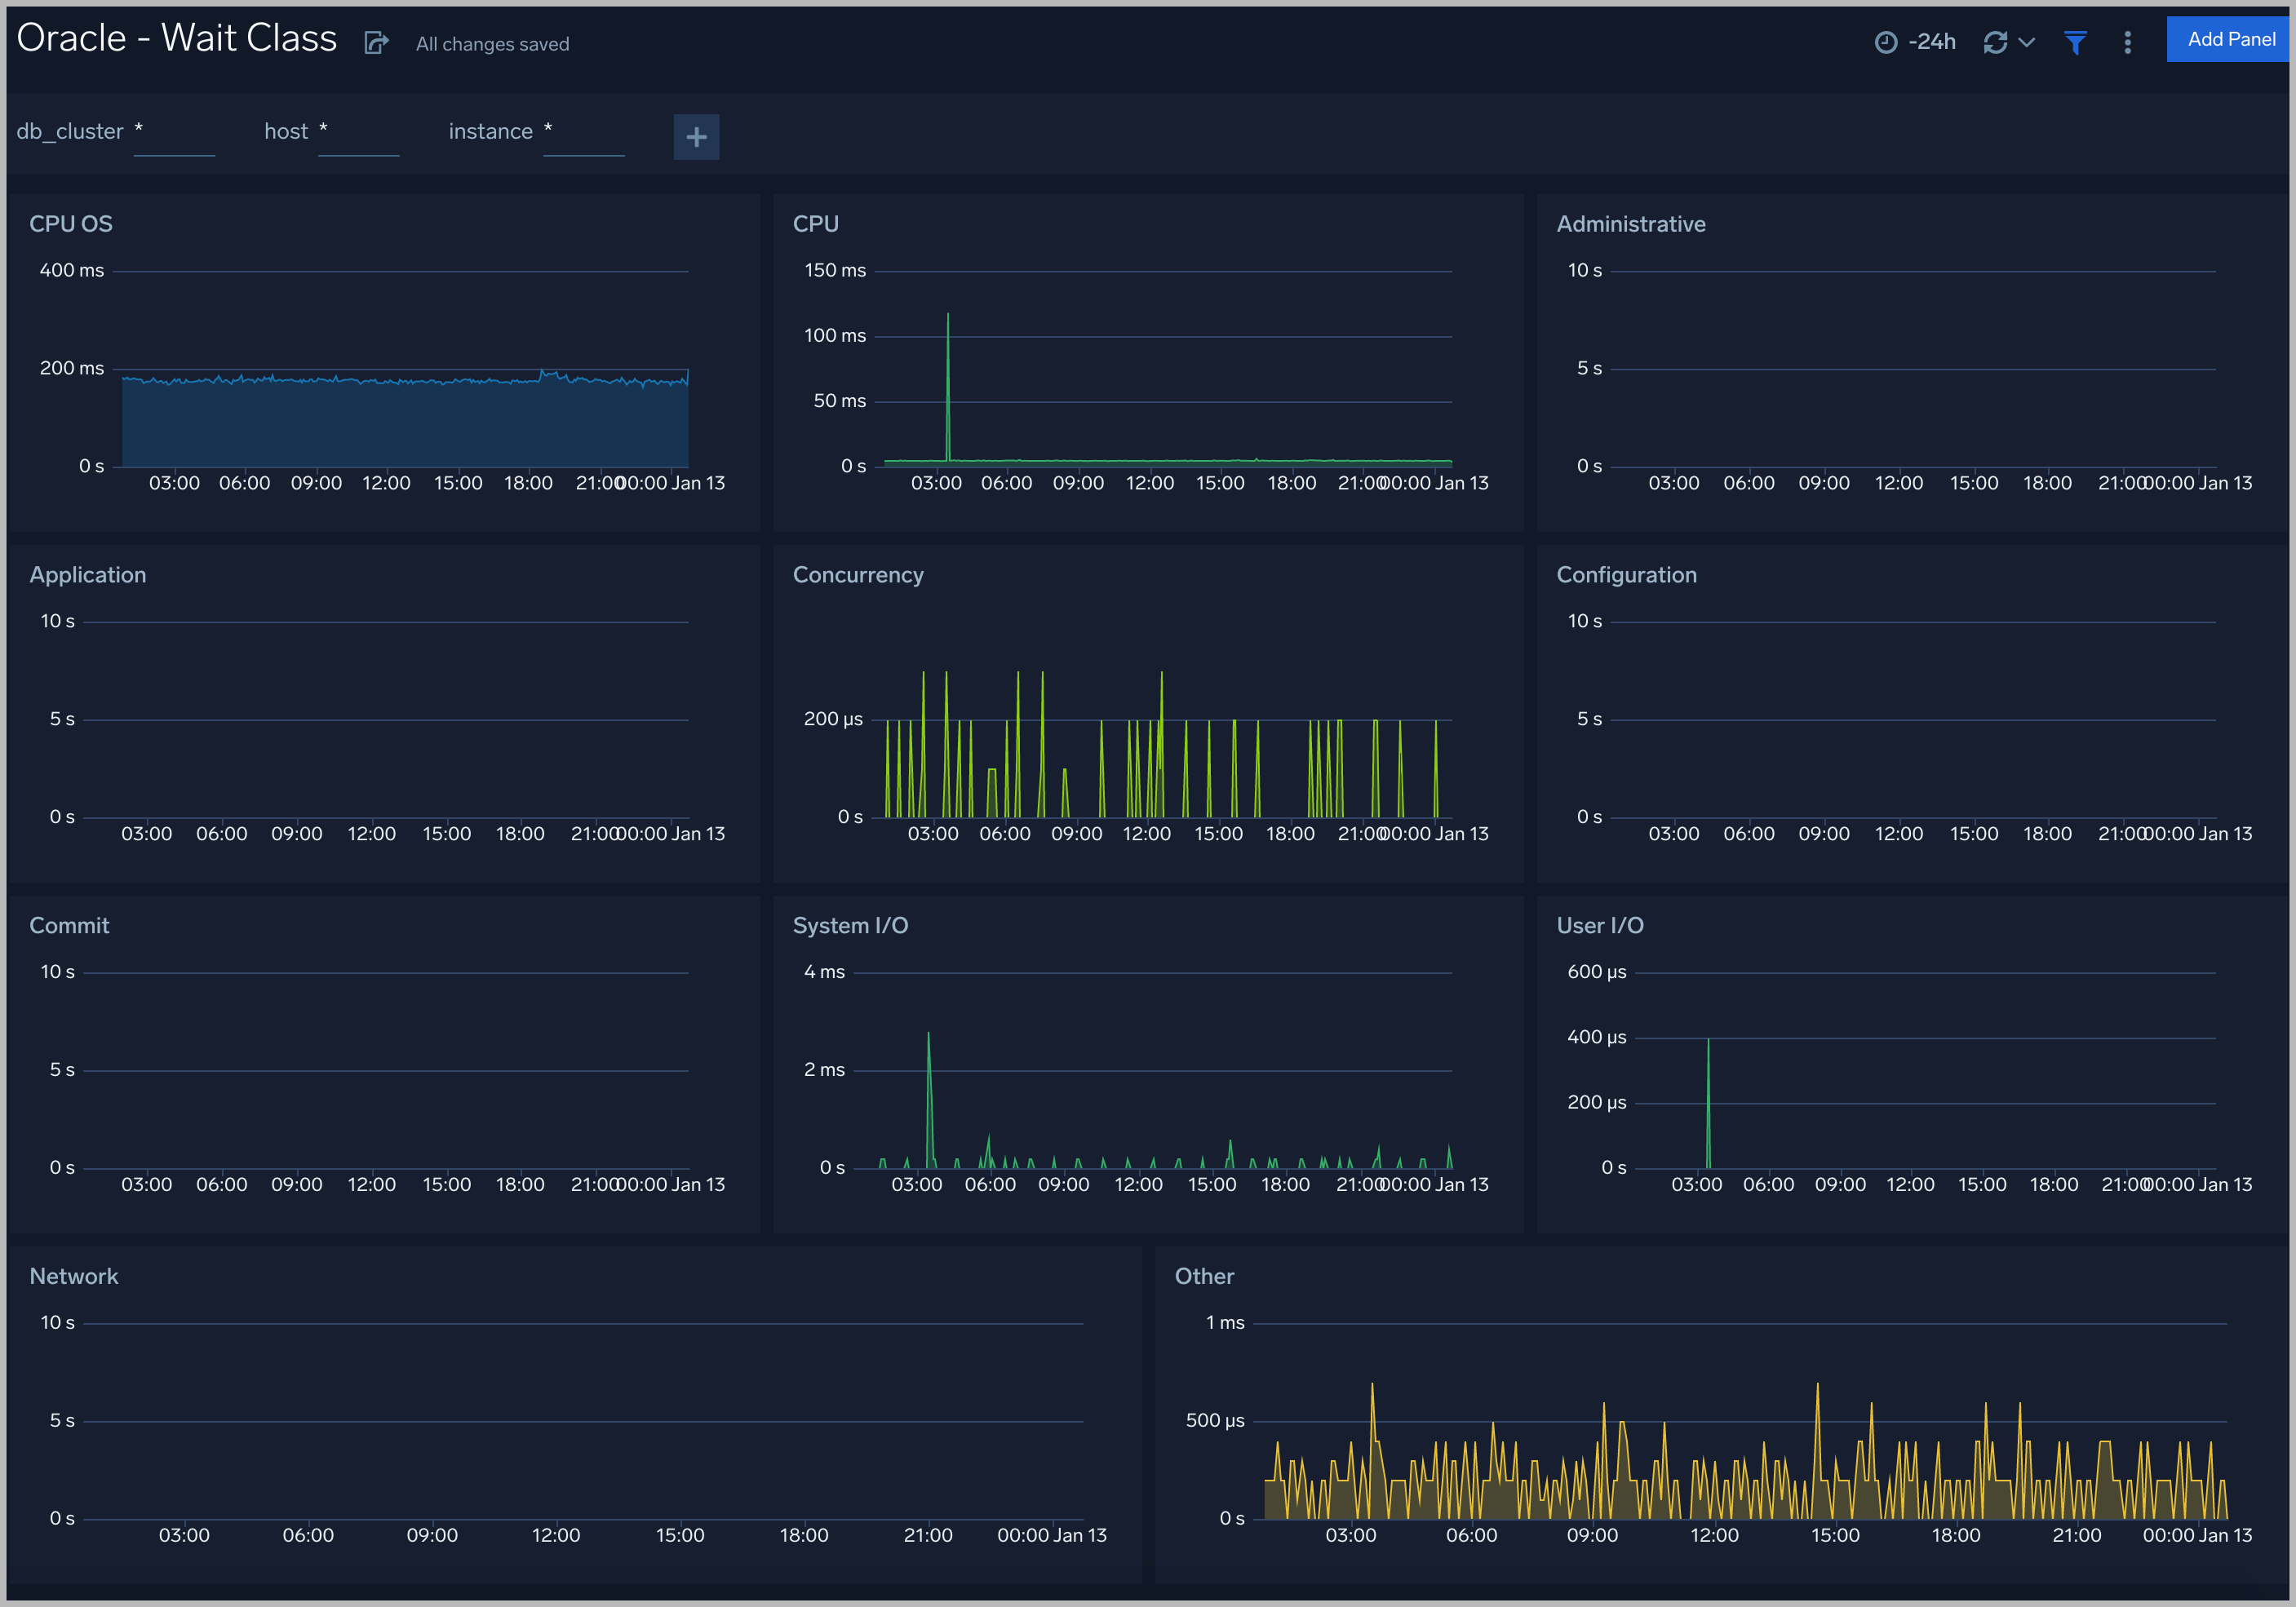 Oracle - Wait Class
All changes saved
-24h
Add Panel
db_cluster *
host *
instance *
CPU OS
400 ms
200 ms
0 s
03:00 06:00 09:00 12:00 15:00 18:00 21:00 00:00 Jan 13
CPU
150 ms
100 ms
50 ms
0 s
03:00 06:00 09:00 12:00 15:00 18:00 21:00 00:00 Jan 13
Administrative
10 s
5 s
0 s
03:00 06:00 09:00 12:00 15:00 18:00 21:00 00:00 Jan 13
Application
10 s
5 s
0 s
03:00 06:00 09:00 12:00 15:00 18:00 21:00 00:00 Jan 13
Concurrency
200 µs
0 s
03:00 06:00 09:00 12:00 15:00 18:00 21:00 00:00 Jan 13
Configuration
10 s
5 s
0 s
03:00 06:00 09:00 12:00 15:00 18:00 21:00 00:00 Jan 13
Commit
10 s
5 s
0 s
03:00 06:00 09:00 12:00 15:00 18:00 21:00 00:00 Jan 13
System I/O
4 ms
2 ms
0 s
03:00 06:00 09:00 12:00 15:00 18:00 21:00 00:00 Jan 13
User I/O
600 µs
400 µs
200 µs
0 s
03:00 06:00 09:00 12:00 15:00 18:00 21:00 00:00 Jan 13
Network
10 s
5 s
0 s
03:00 06:00 09:00 12:00 15:00 18:00 21:00 00:00 Jan 13
Other
1 ms
500 µs
0 s
03:00 06:00 09:00 12:00 15:00 18:00 21:00 00:00 Jan 13